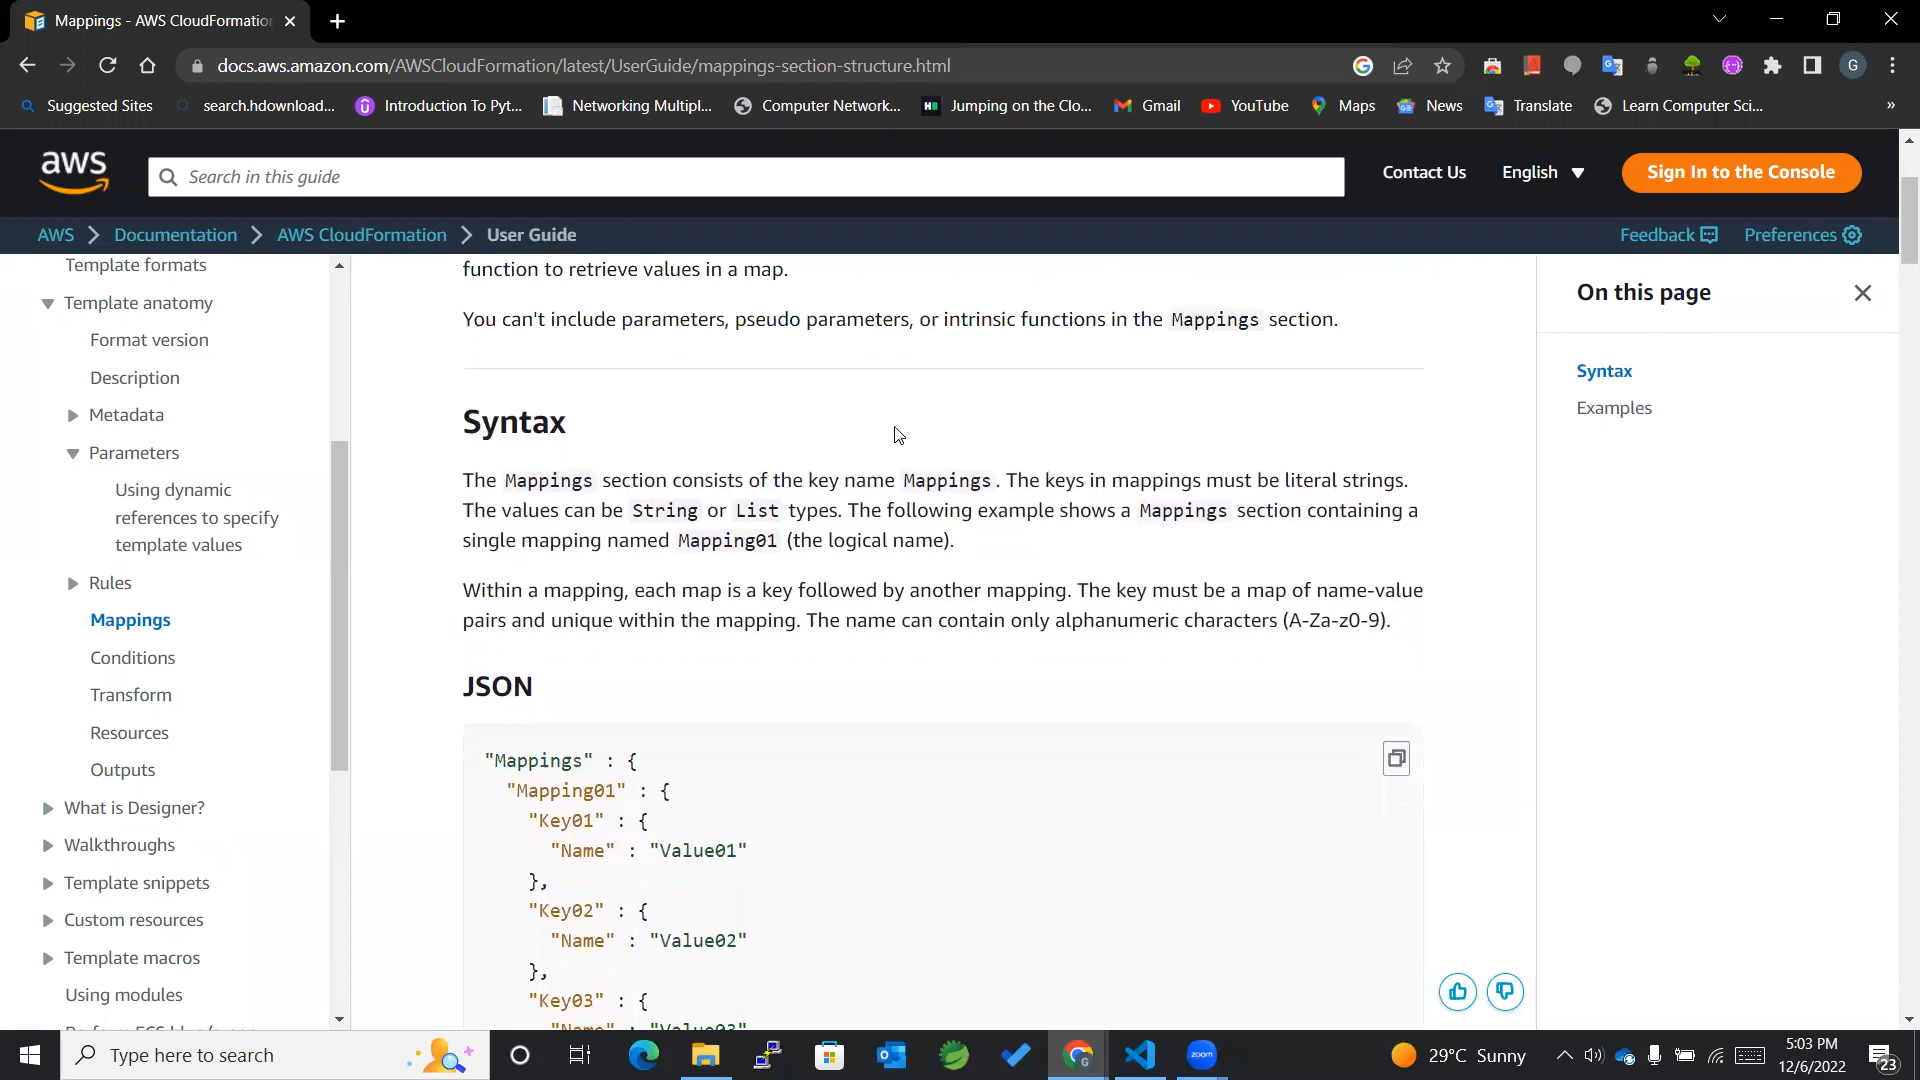 Mappings - AWS CloudFormation
docs.aws.amazon.com/AWSCloudFormation/latest/UserGuide/mappings-section-structure.html
G
Suggested Sites
search.hdownload...
Introduction To Pyt...
Networking Multipl...
Computer Network...
Jumping on the Clo...
Gmail
YouTube
Maps
News
Translate
Learn Computer Sci...
»
aws
Search in this guide
Contact Us
English
Sign In to the Console
AWS
Documentation
AWS CloudFormation
User Guide
Feedback
Preferences
Template formats
Template anatomy
Format version
Description
Metadata
Parameters
Using dynamic
references to specify
template values
Rules
Mappings
Conditions
Transform
Resources
Outputs
What is Designer?
Walkthroughs
Template snippets
Custom resources
Template macros
Using modules
function to retrieve values in a map.
You can't include parameters, pseudo parameters, or intrinsic functions in the Mappings section.
Syntax
The Mappings section consists of the key name Mappings. The keys in mappings must be literal strings.
The values can be String or List types. The following example shows a Mappings section containing a
single mapping named Mapping01 (the logical name).
Within a mapping, each map is a key followed by another mapping. The key must be a map of name-value
pairs and unique within the mapping. The name can contain only alphanumeric characters (A-Za-z0-9).
JSON
"Mappings" : {
"Mapping01" : {
"Key01" : {
"Name" : "Value01"
},
"Key02" : {
"Name" : "Value02"
},
"Key03" : {
"Name" : "Value03"
On this page
Syntax
Examples
Type here to search
zoom
29°C Sunny
5:03 PM
12/6/2022
23